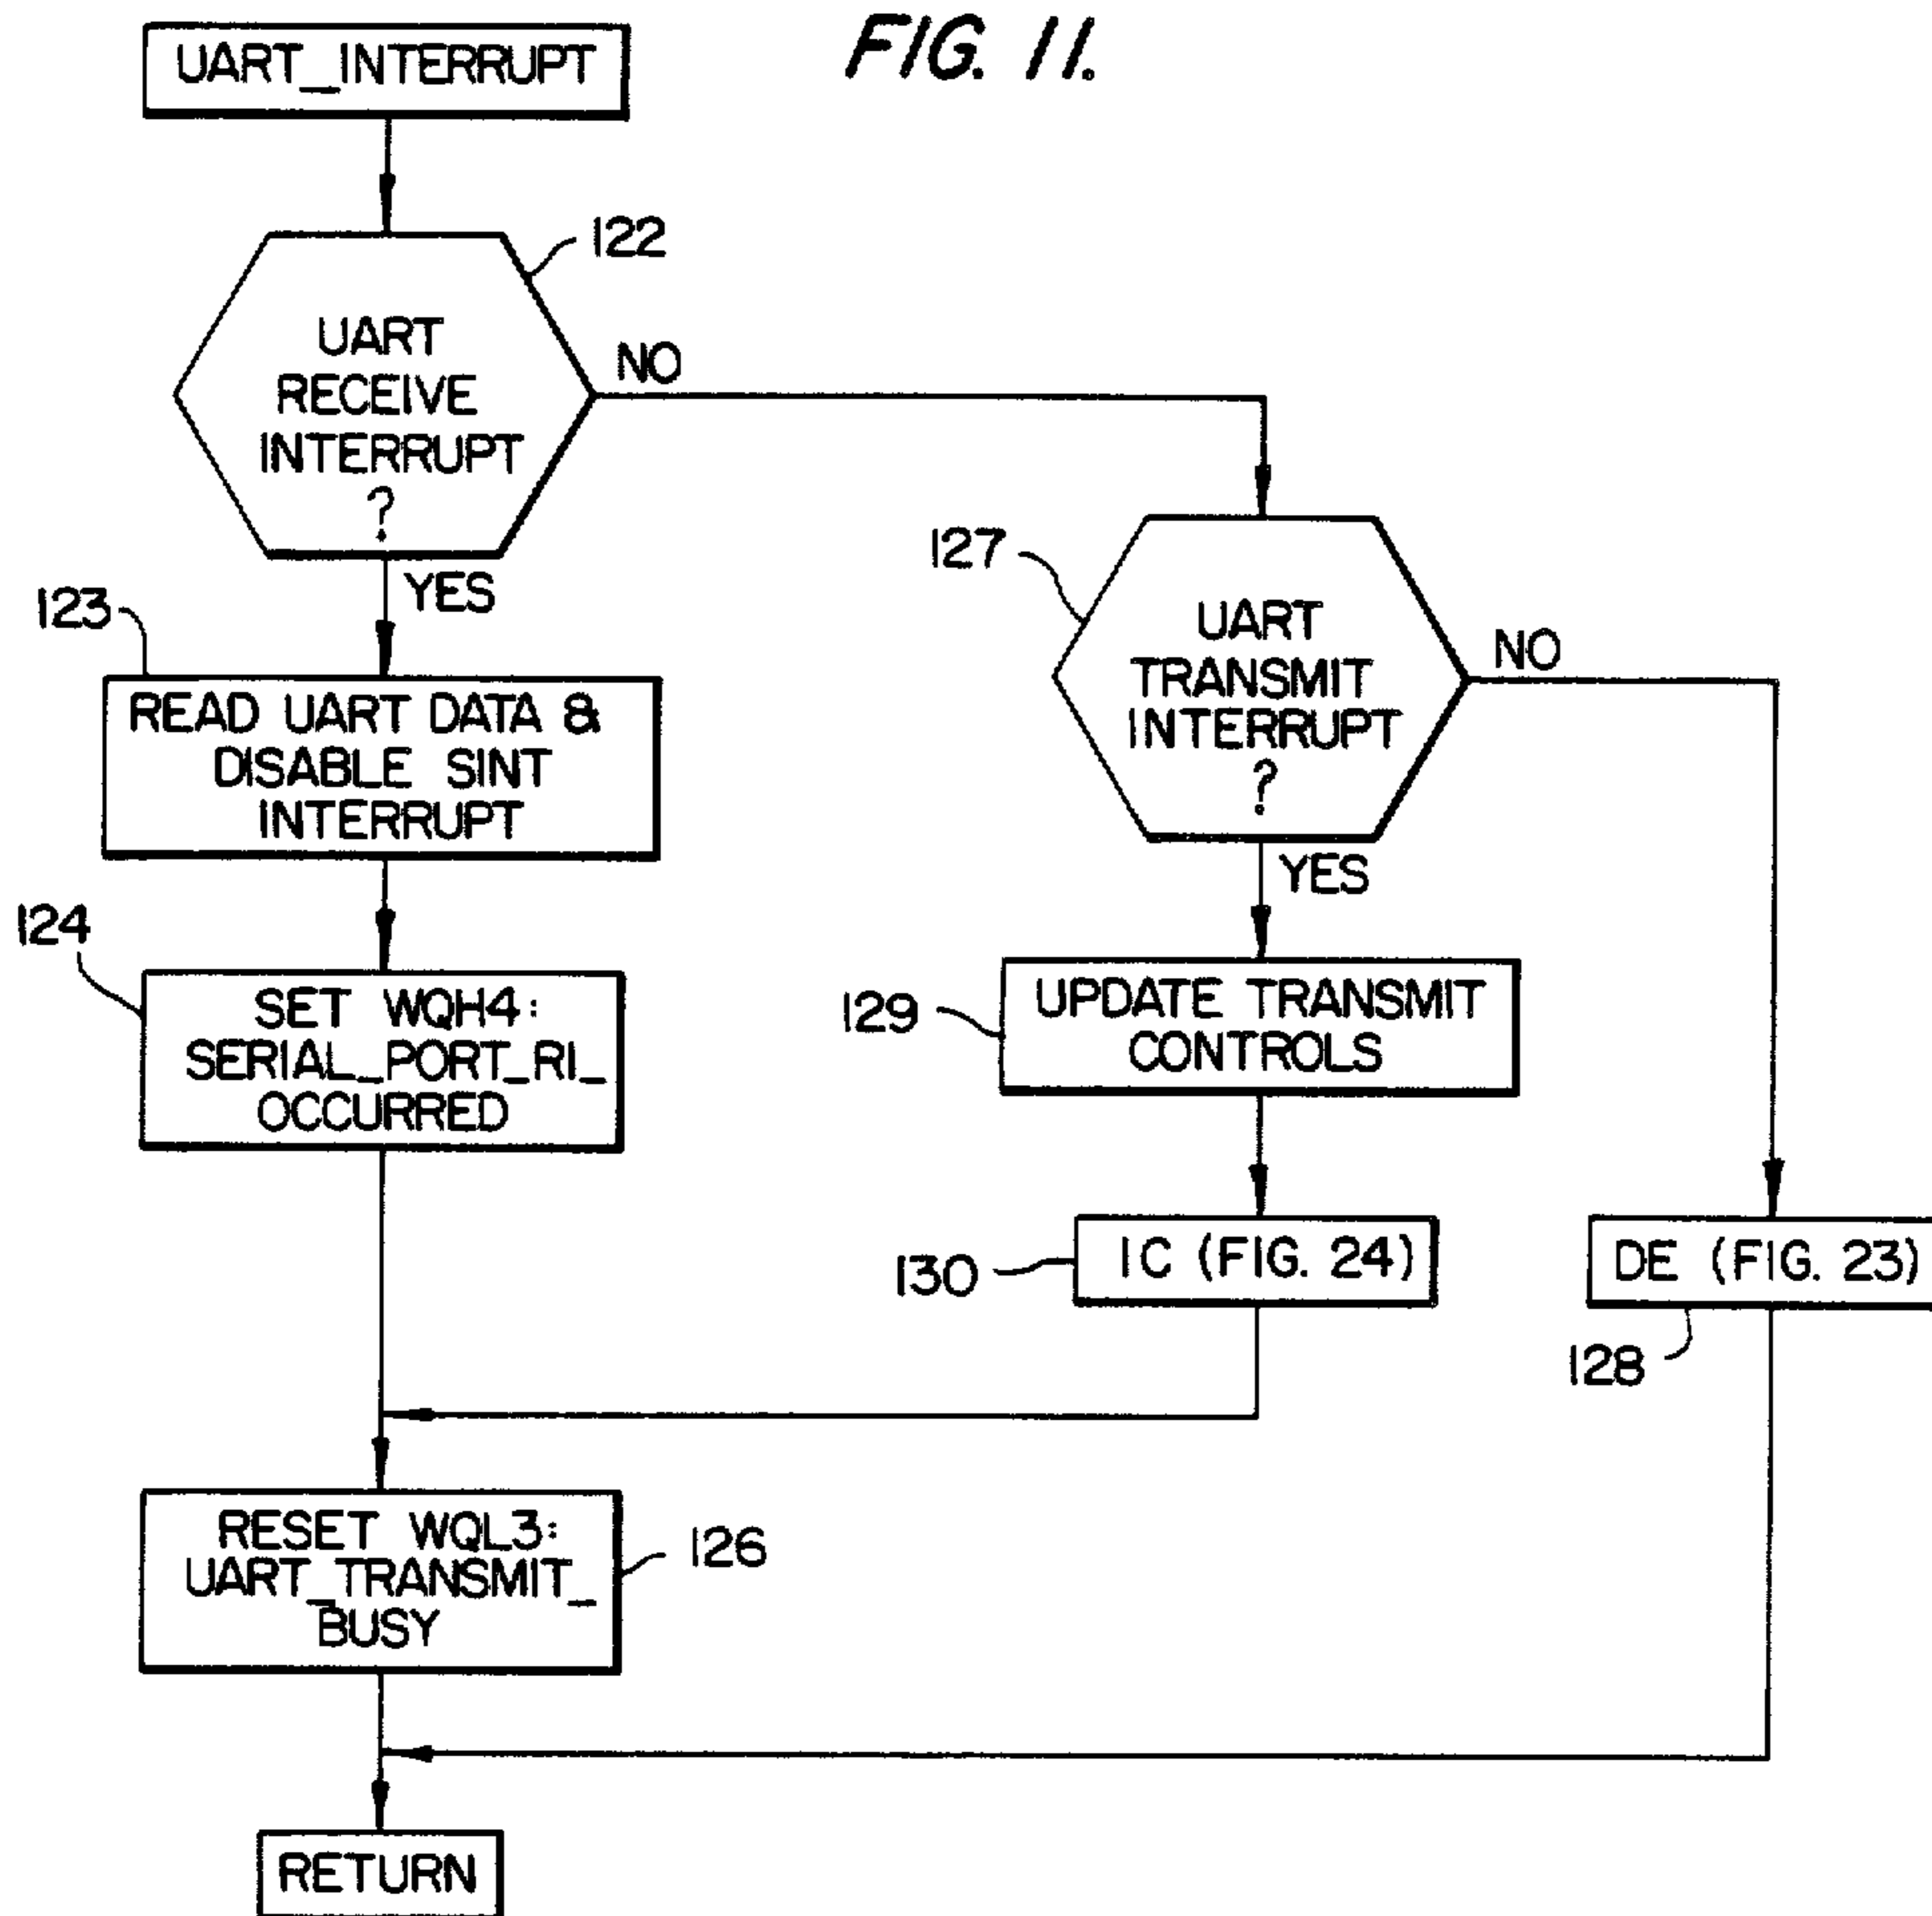 FIG. 11.
UART_INTERRUPT
122
UART
RECEIVE
INTERRUPT
?
NO
YES
123
READ UART DATA &
DISABLE SINT
INTERRUPT
124
SET WQH4:
SERIAL_PORT_RI_
OCCURRED
127
UART
TRANSMIT
INTERRUPT
?
NO
YES
129
UPDATE TRANSMIT
CONTROLS
130
IC (FIG. 24)
DE (FIG. 23)
128
RESET WQL3:
UART_TRANSMIT_
BUSY
126
RETURN